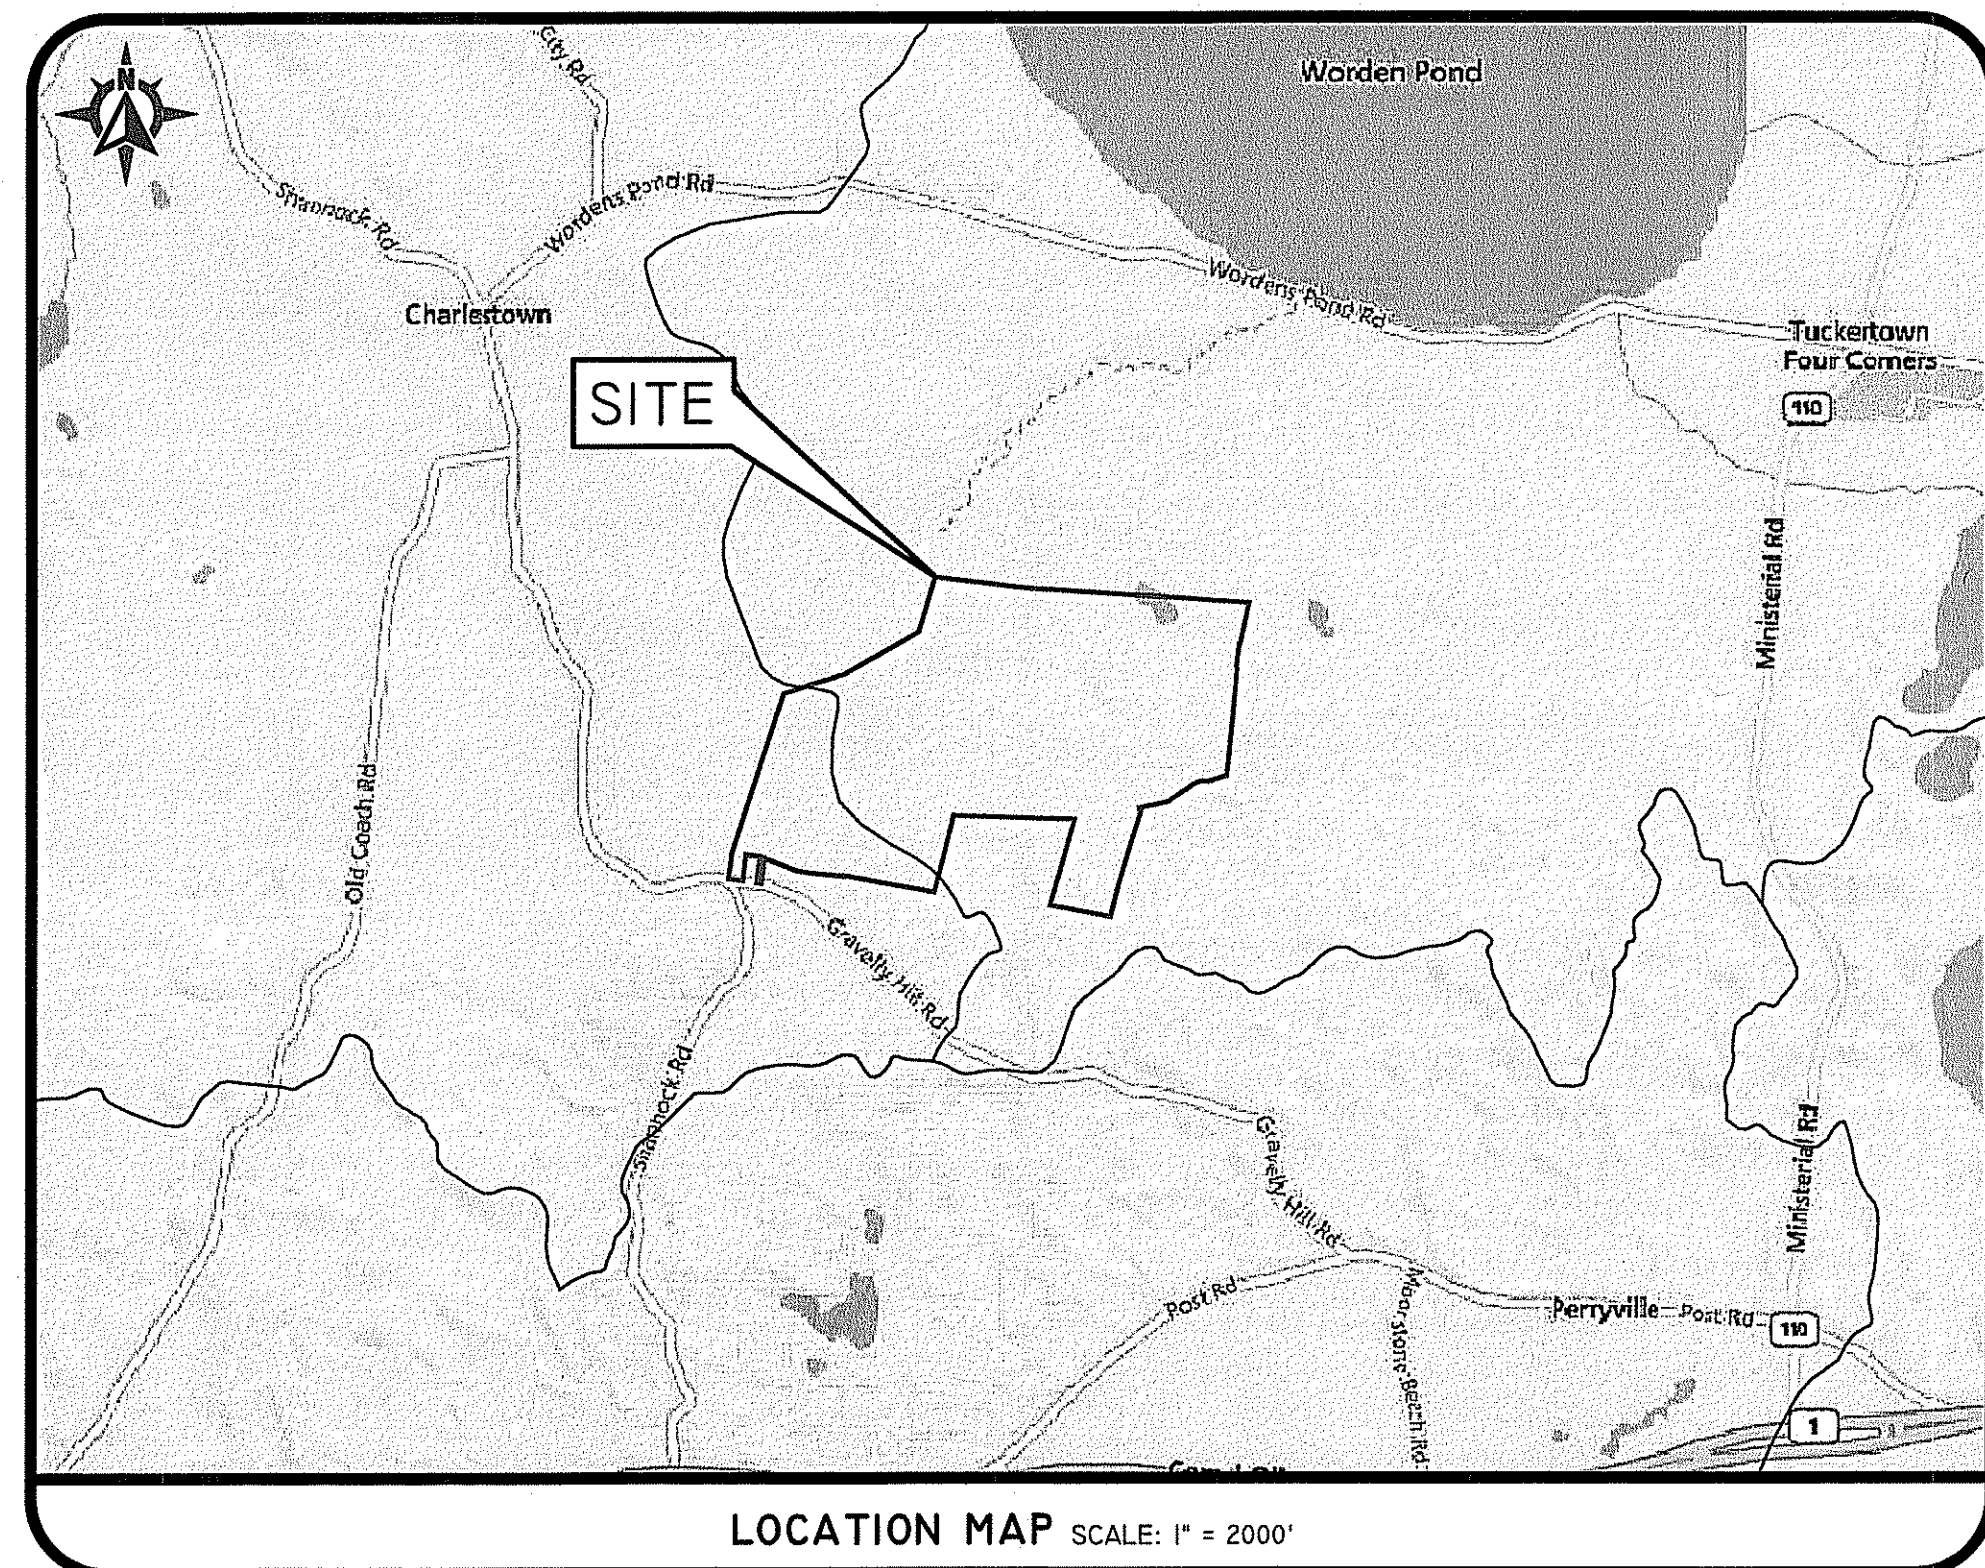 N
City Rd
Worden Pond
Shannock Rd
Wordens Pond Rd
Wordens Pond Rd
Charlestown
Tuckertown
Four Corners
110
SITE
Ministerial Rd
Old Coach Rd
Gravelly Hill Rd
Shannock Rd
Gravelly Hill Rd
Ministerial Rd
Post Rd
Perryville
Post Rd
110
Moorstone Beach Rd
1
LOCATION MAP SCALE: 1" = 2000'